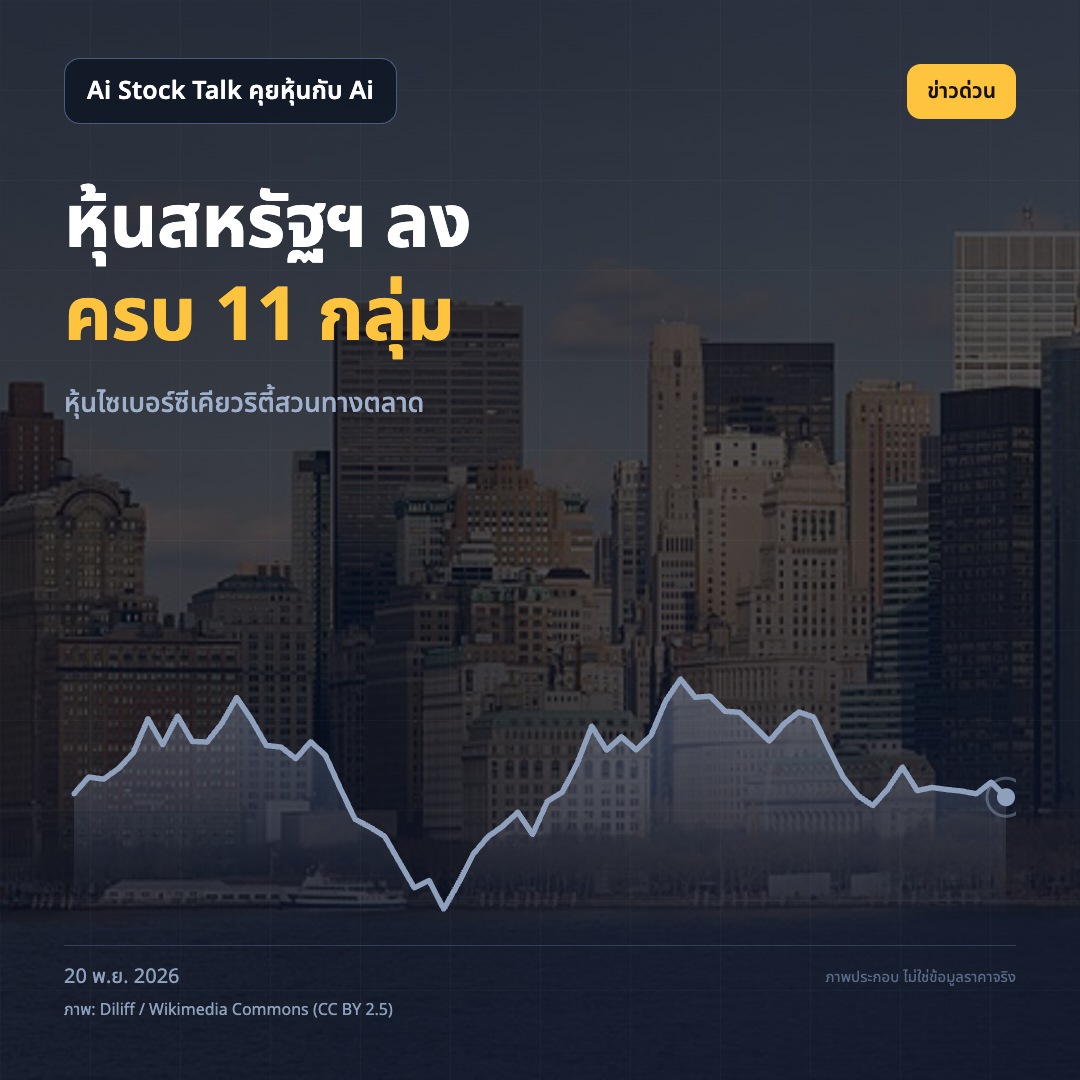 Ai Stock Talk คุยหุ้นกับ Ai
ข่าวด่วน
หุ้นสหรัฐฯ ลง
ครบ 11 กลุ่ม
หุ้นไซเบอร์ซีเคียวริตี้สวนทางตลาด
20 พ.ย. 2026
ภาพประกอบ ไม่ใช่ข้อมูลราคาจริง
ภาพ: Diliff / Wikimedia Commons (CC BY 2.5)